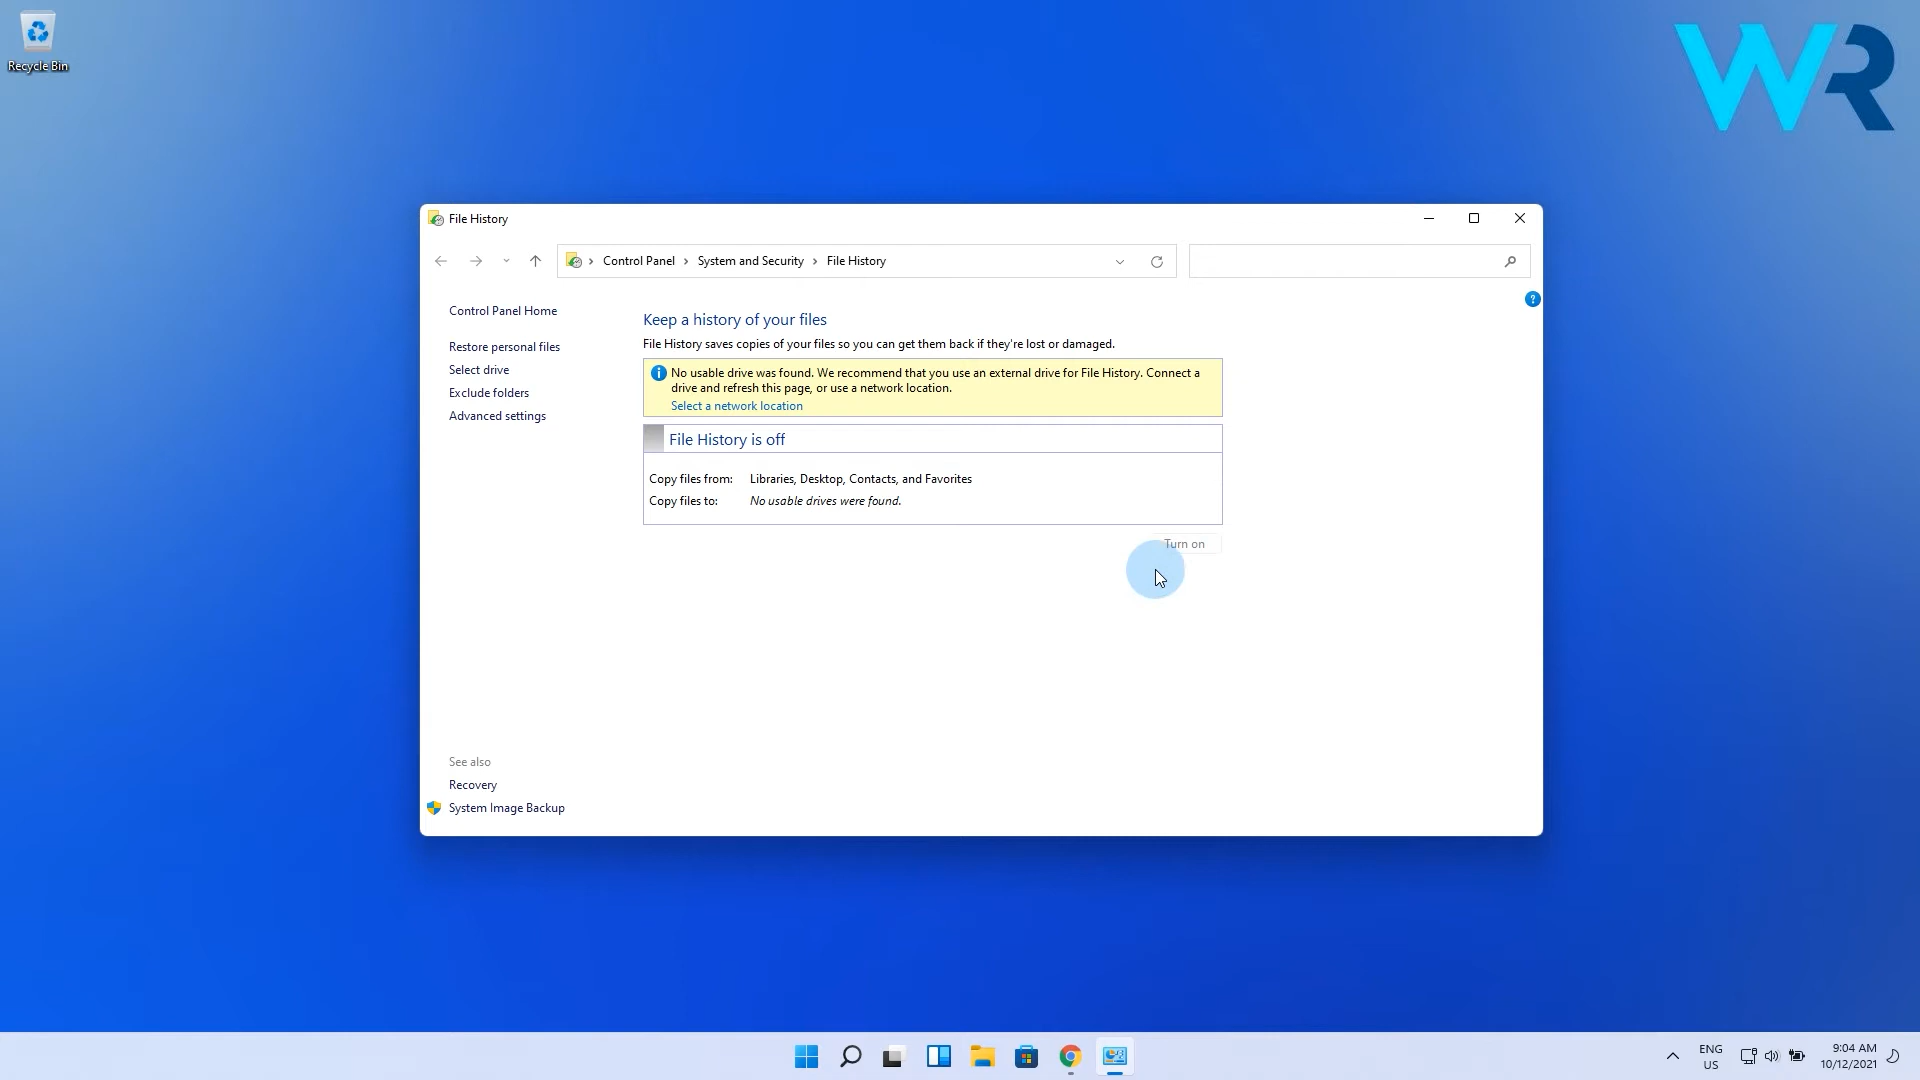 Recycle Bin
WR
File History
Control Panel › System and Security › File History
Control Panel Home
Restore personal files
Select drive
Exclude folders
Advanced settings
Keep a history of your files
File History saves copies of your files so you can get them back if they're lost or damaged.
No usable drive was found. We recommend that you use an external drive for File History. Connect a
drive and refresh this page, or use a network location.
Select a network location
File History is off
Copy files from: Libraries, Desktop, Contacts, and Favorites
Copy files to: No usable drives were found.
Turn on
See also
Recovery
System Image Backup
ENG
US
9:04 AM
10/12/2021